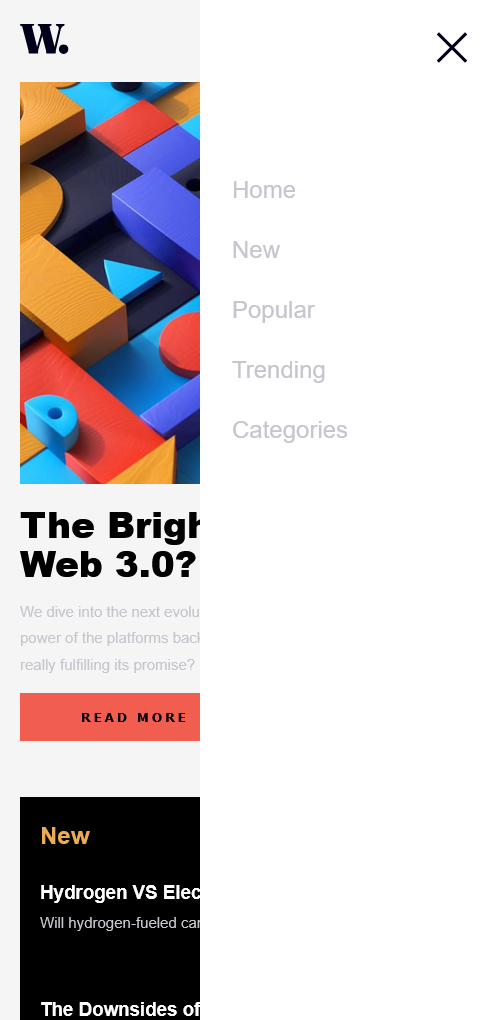 W.
Home
New
Popular
Trending
Categories
The Brigh
Web 3.0?
We dive into the next evolu
power of the platforms back
really fulfilling its promise?
READ MORE
New
Hydrogen VS Elec
Will hydrogen-fueled car
The Downsides of